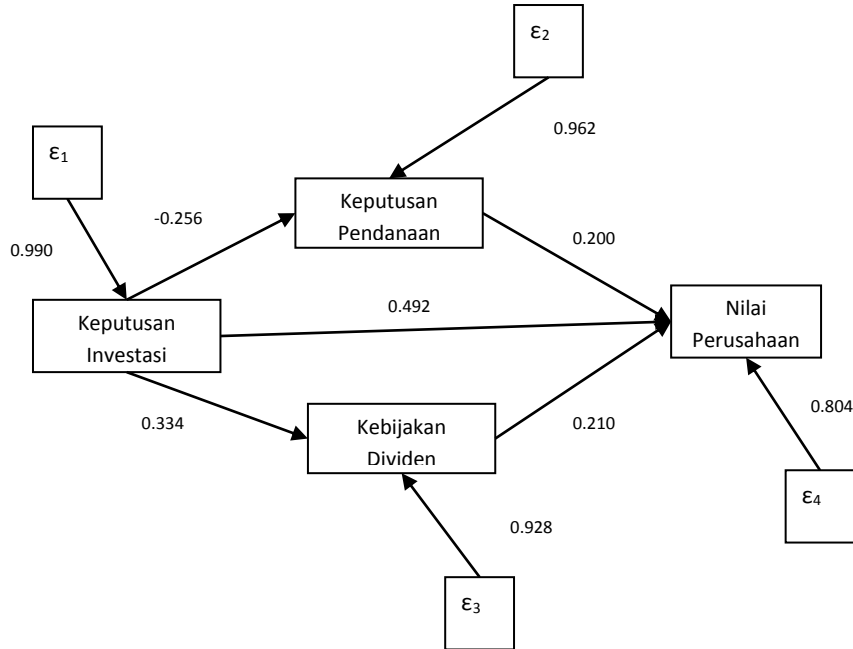 ε2
0.962
ε1
Keputusan
Pendanaan
-0.256
0.990
0.200
Keputusan
Investasi
0.492
Nilai
Perusahaan
0.334
Kebijakan
Dividen
0.210
0.804
ε4
0.928
ε3